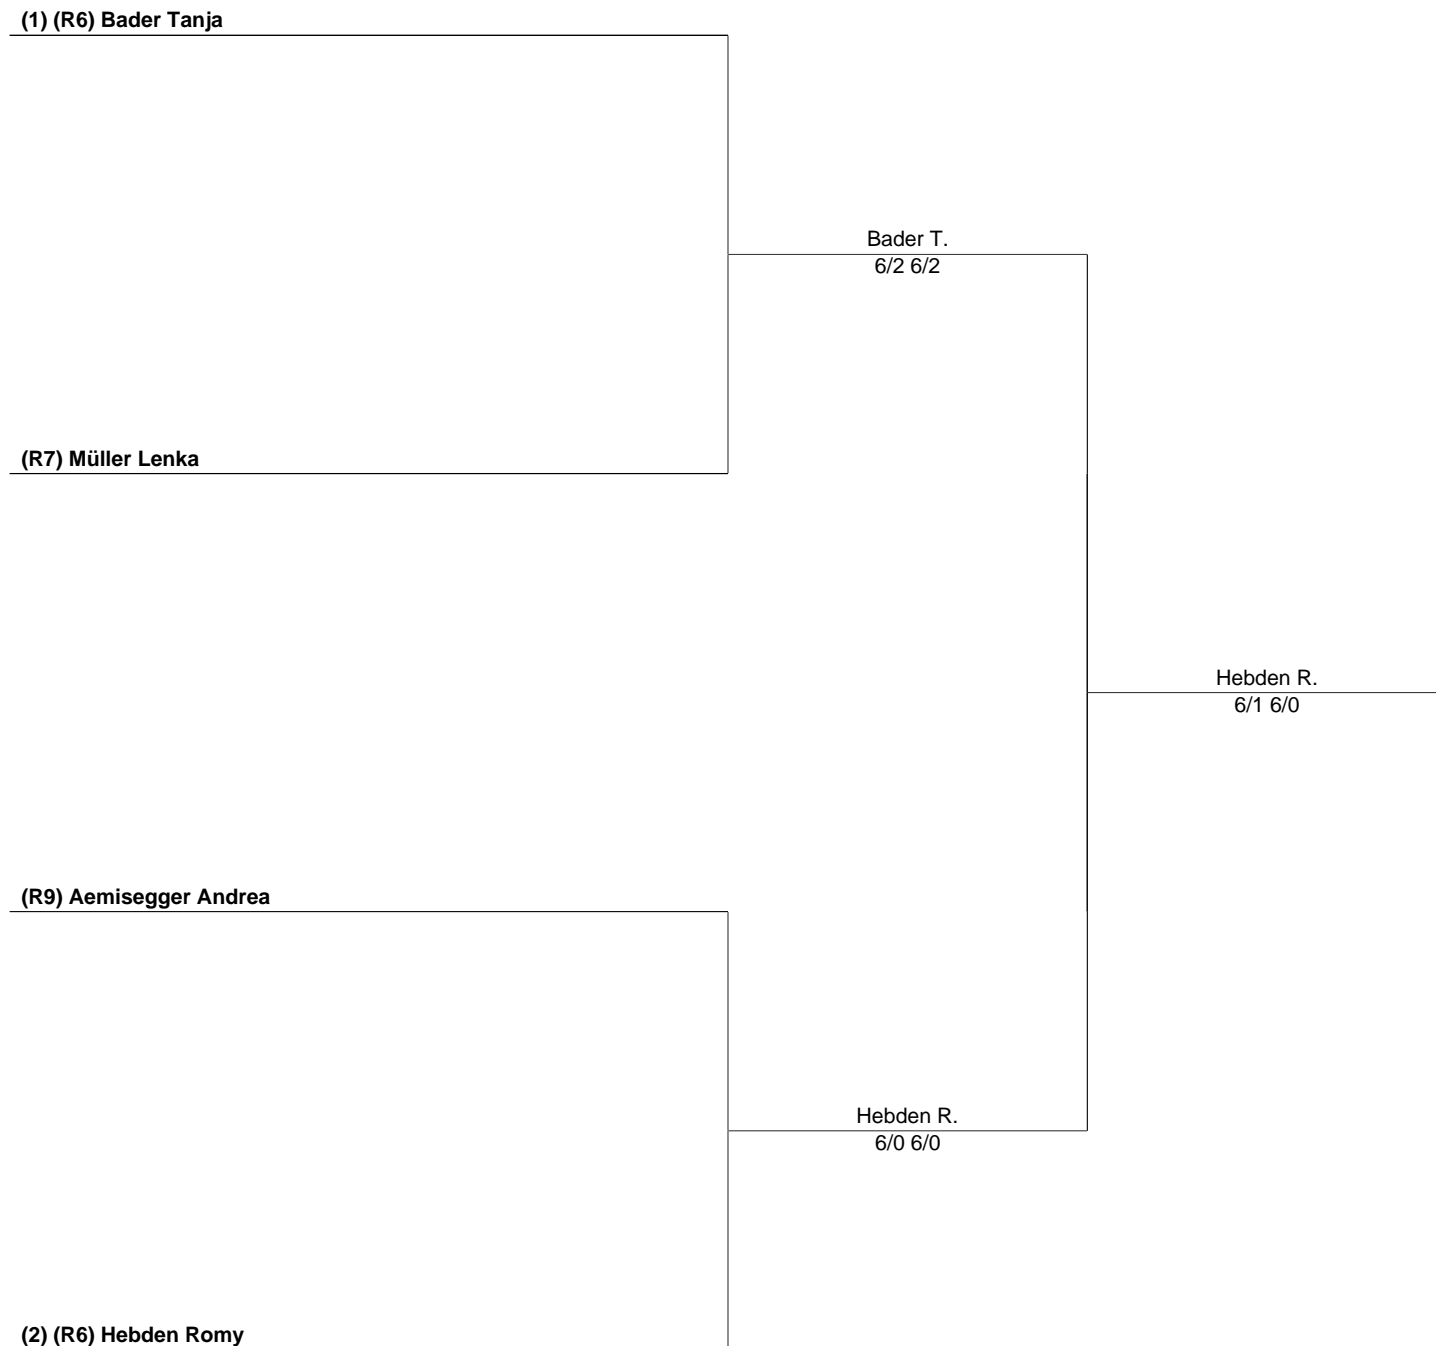 (1) (R6) Bader Tanja
Bader T.
6/2 6/2
(R7) Müller Lenka
Hebden R.
6/1 6/0
(R9) Aemisegger Andrea
Hebden R.
6/0 6/0
(2) (R6) Hebden Romy